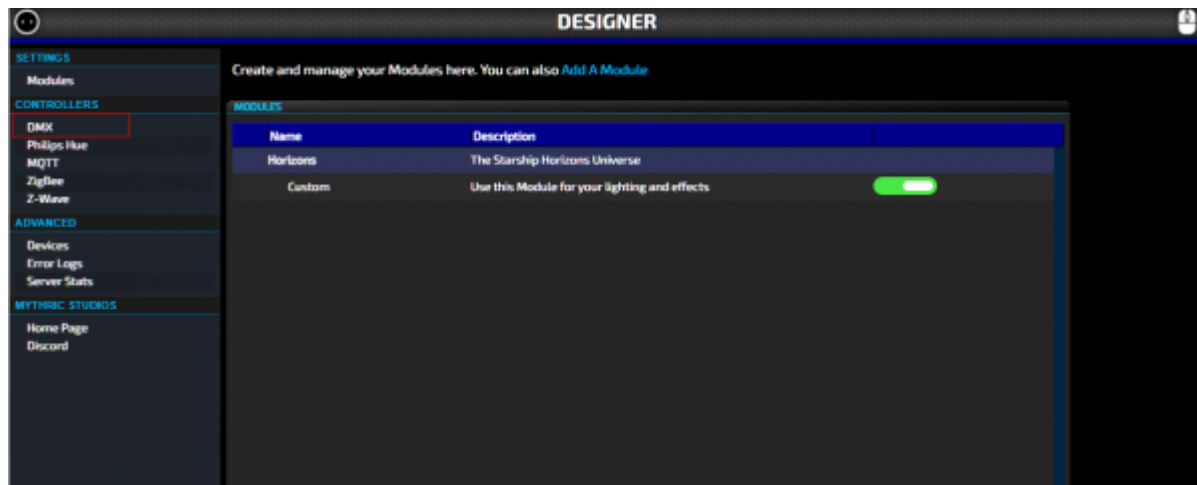 DESIGNER
SETTINGS
Modules
CONTROLLERS
DMX
Philips Hue
MQTT
ZigBee
Z-Wave
ADVANCED
Devices
Error Logs
Server Stats
MYTHRIC STUDIOS
Home Page
Discord
Create and manage your Modules here. You can also Add A Module
MODULES
Name Description
Horizons The Starship Horizons Universe
Custom Use this Module for your lighting and effects